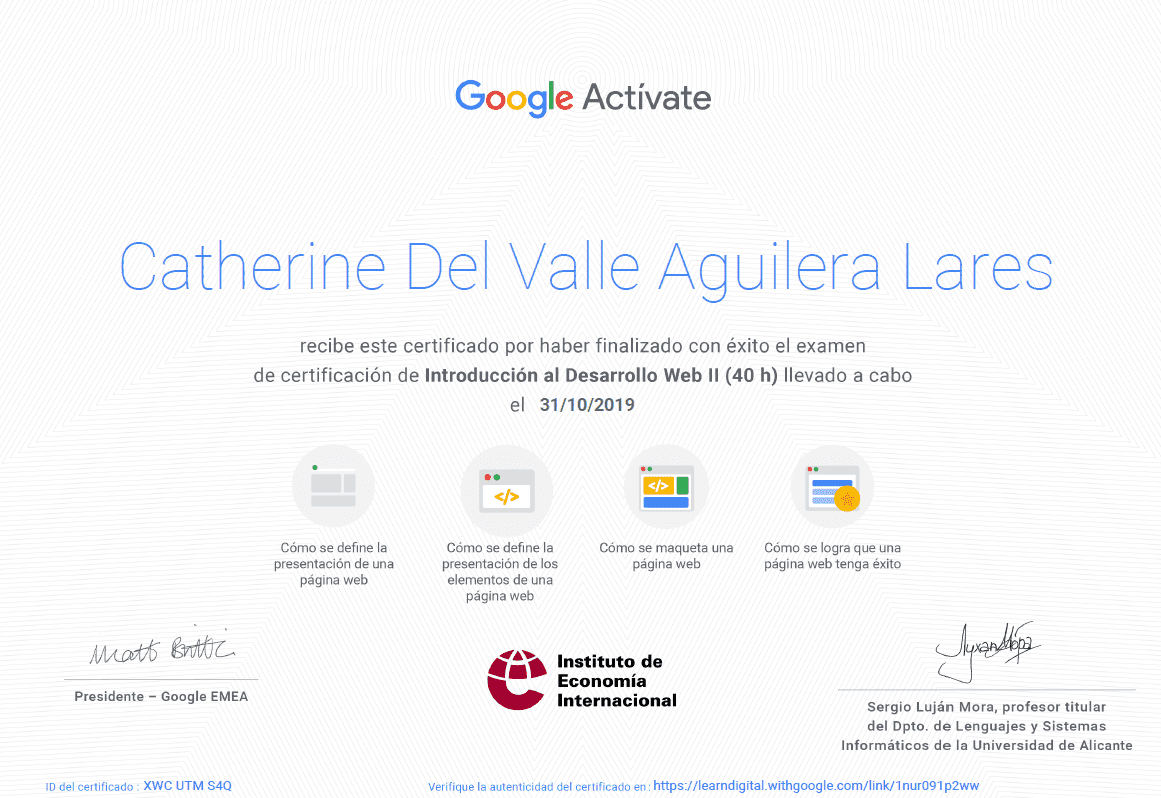 Google Actívate
Catherine Del Valle Aguilera Lares
recibe este certificado por haber finalizado con éxito el examen
de certificación de Introducción al Desarrollo Web II (40 h) llevado a cabo
el 31/10/2019
Cómo se define la
presentación de una
página web
Cómo se define la
presentación de los
elementos de una
página web
Cómo se maqueta una
página web
Cómo se logra que una
página web tenga éxito
Presidente – Google EMEA
Instituto de
Economía
Internacional
Sergio Luján Mora, profesor titular
del Dpto. de Lenguajes y Sistemas
Informáticos de la Universidad de Alicante
ID del certificado : XWC UTM S4Q
Verifique la autenticidad del certificado en: https://learndigital.withgoogle.com/link/1nur091p2ww